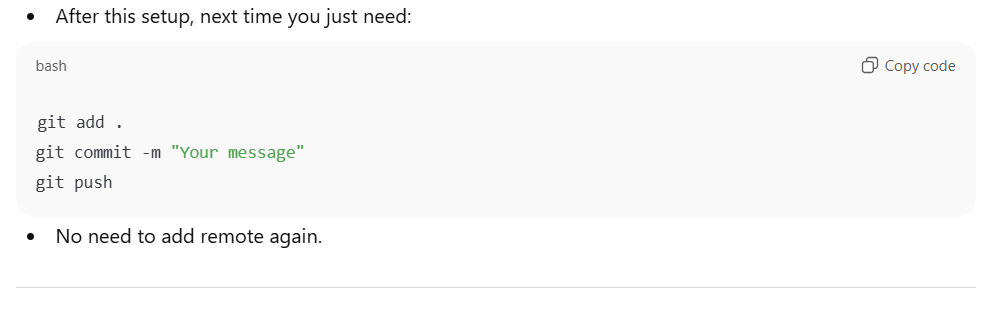 After this setup, next time you just need:
bash
Copy code
git add .
git commit -m "Your message"
git push
No need to add remote again.